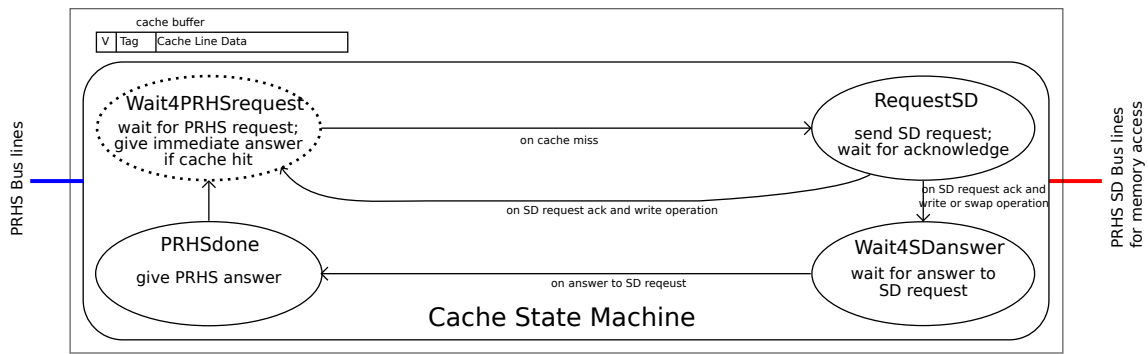 cache buffer
V Tag Cache Line Data
Wait4PRHSrequest
wait for PRHS request;
give immediate answer
if cache hit
on cache miss
RequestSD
send SD request;
wait for acknowledge
on SD request ack and
write or swap operation
on SD request ack and write operation
PRHSdone
give PRHS answer
Wait4SDanswer
wait for answer to
SD request
on answer to SD reqeust
Cache State Machine
PRHS Bus lines
PRHS SD Bus lines
for memory access